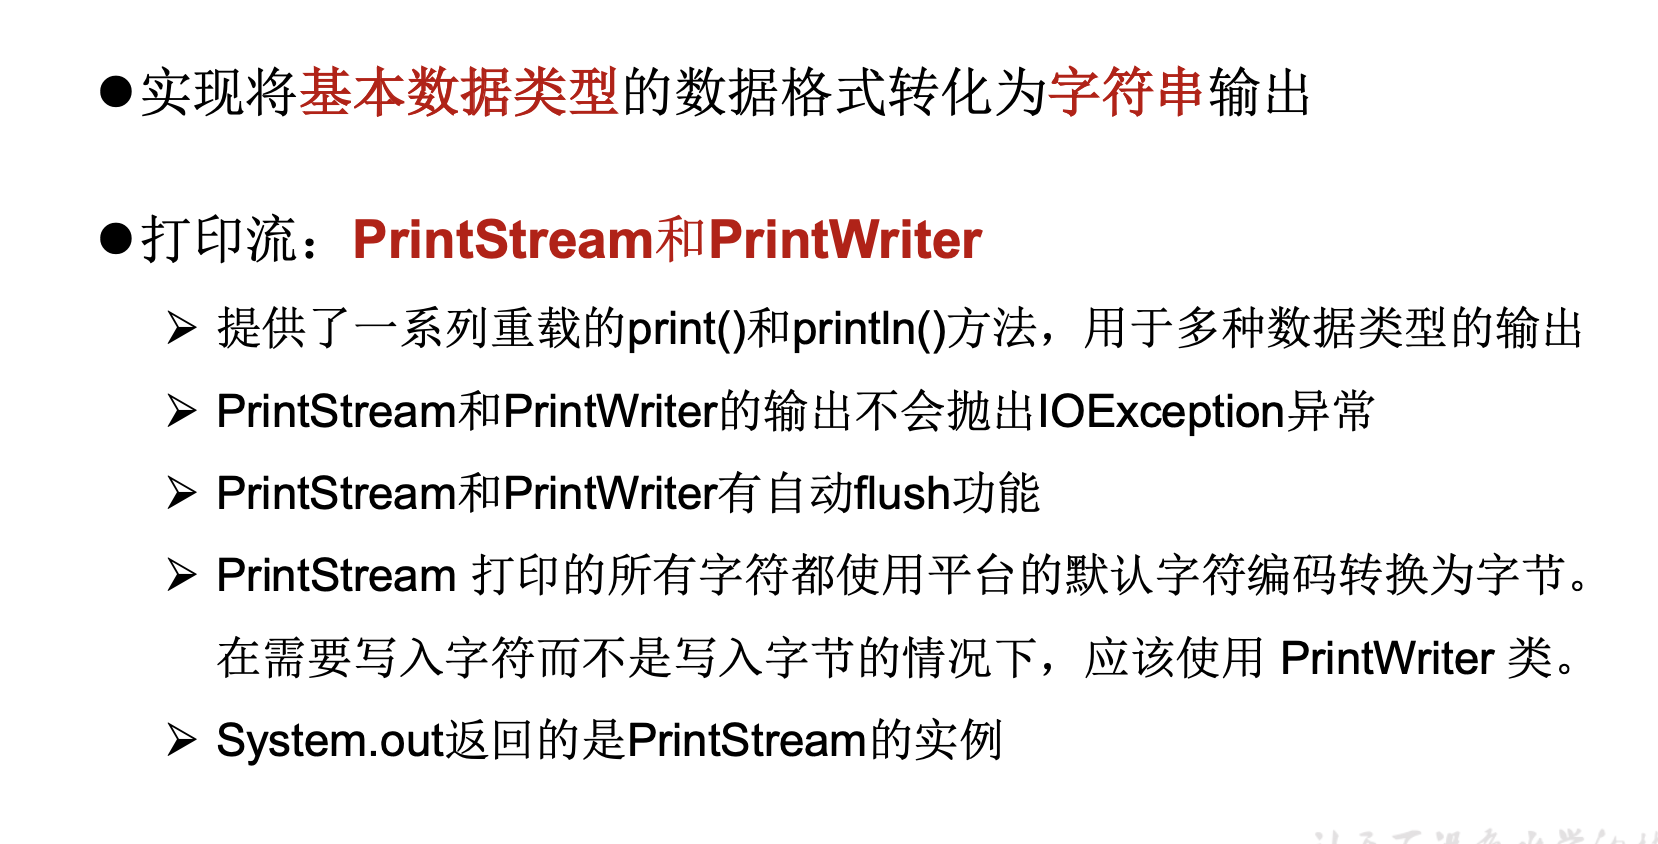 ●实现将基本数据类型的数据格式转化为字符串输出
●打印流：PrintStream和PrintWriter
➢ 提供了一系列重载的print()和println()方法，用于多种数据类型的输出
➢ PrintStream和PrintWriter的输出不会抛出IOException异常
➢ PrintStream和PrintWriter有自动flush功能
➢ PrintStream 打印的所有字符都使用平台的默认字符编码转换为字节。
在需要写入字符而不是写入字节的情况下，应该使用 PrintWriter 类。
➢ System.out返回的是PrintStream的实例